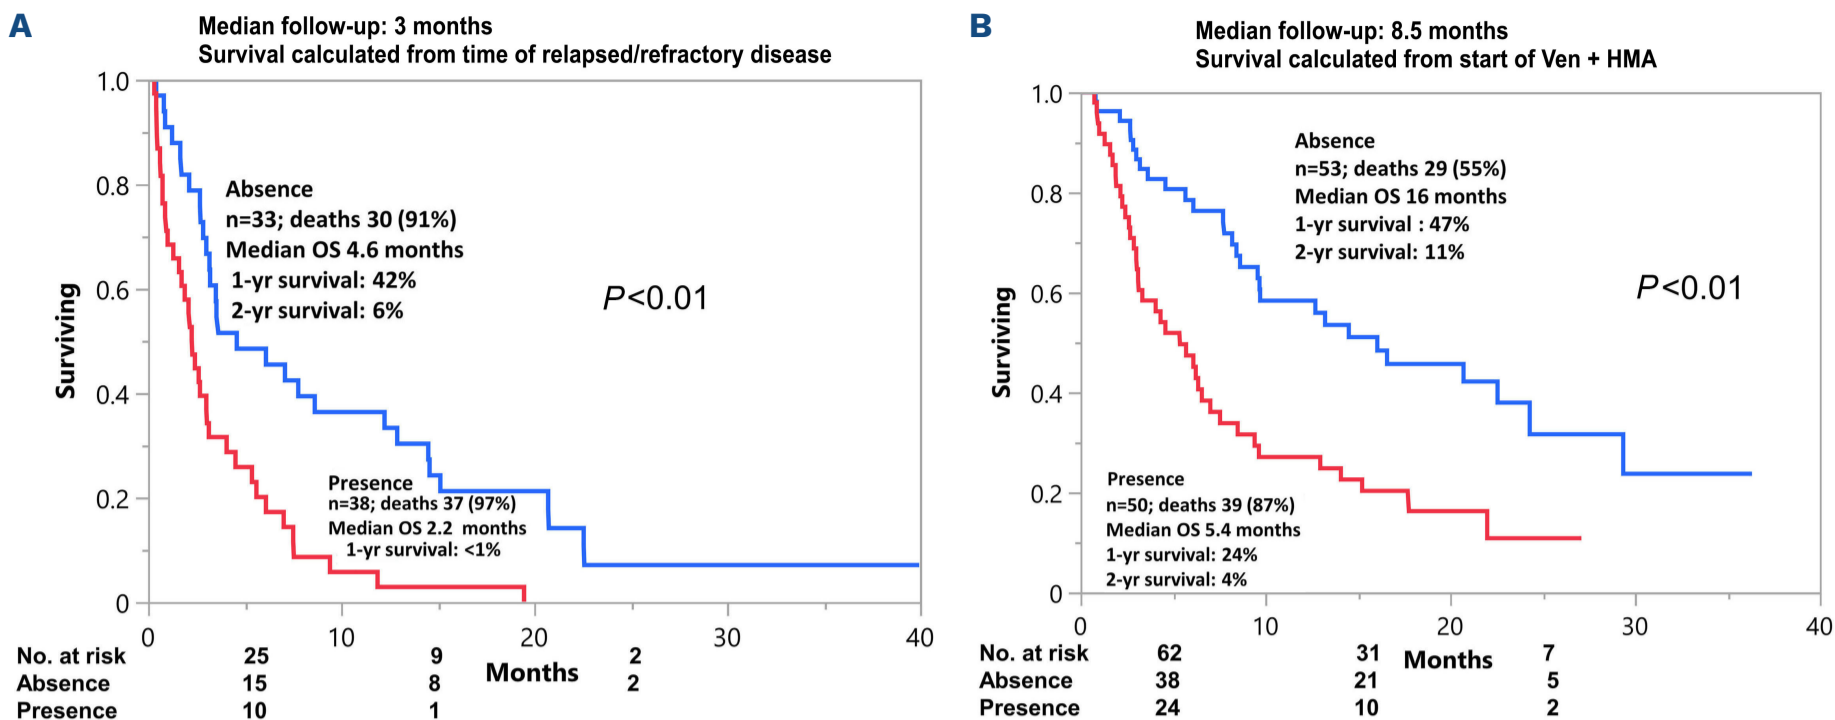 A
Median follow-up: 3 months
Survival calculated from time of relapsed/refractory disease
1.0
0.8
0.6
0.4
0.2
0
Surviving
Absence
n=33; deaths 30 (91%)
Median OS 4.6 months
1-yr survival: 42%
2-yr survival: 6%
P<0.01
Presence
n=38; deaths 37 (97%)
Median OS 2.2 months
1-yr survival: <1%
0 10 20 30 40
Months
No. at risk 25 9 2
Absence 15 8 2
Presence 10 1
B
Median follow-up: 8.5 months
Survival calculated from start of Ven + HMA
1.0
0.8
0.6
0.4
0.2
0
Surviving
Absence
n=53; deaths 29 (55%)
Median OS 16 months
1-yr survival : 47%
2-yr survival: 11%
P<0.01
Presence
n=50; deaths 39 (87%)
Median OS 5.4 months
1-yr survival: 24%
2-yr survival: 4%
0 10 20 30 40
Months
No. at risk 62 31 7
Absence 38 21 5
Presence 24 10 2